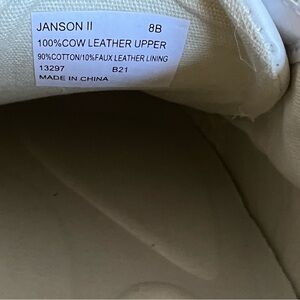 JANSON II 8B
100%COW LEATHER UPPER
90%COTTON/10%FAUX LEATHER LINING
13297 B21
MADE IN CHINA